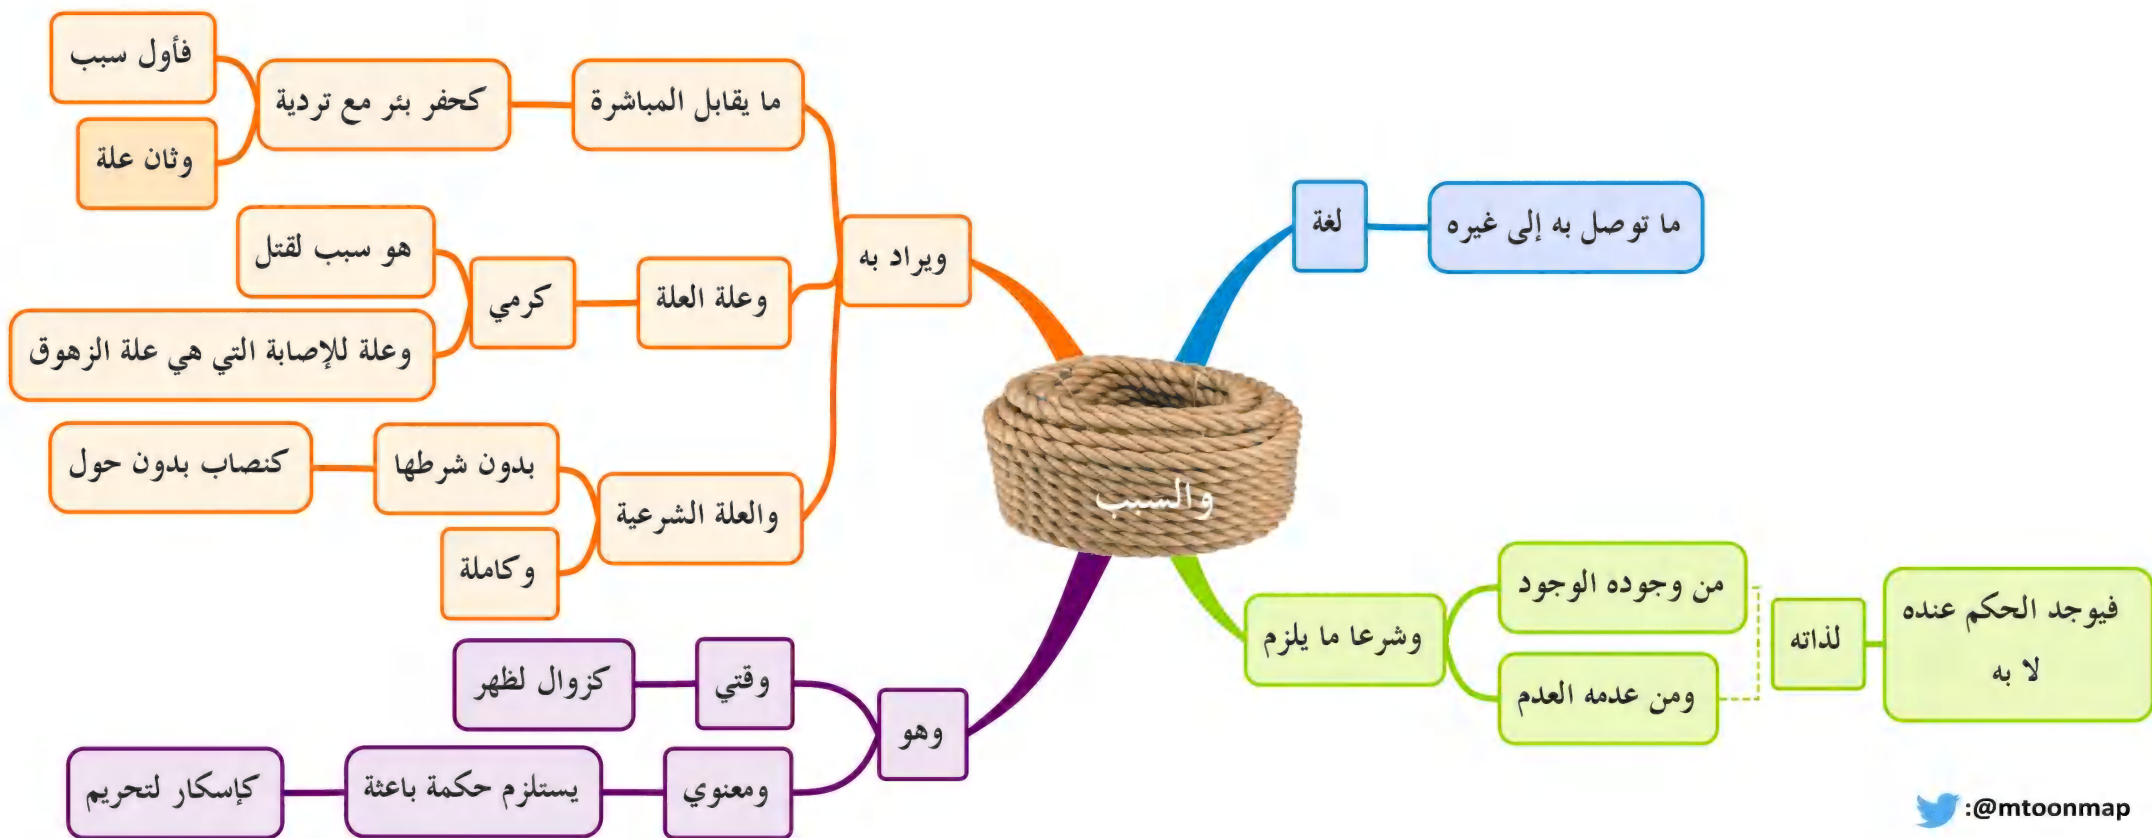 والسبب
لغة
ما توصل به إلى غيره
وشرعا ما يلزم
من وجوده الوجود
ومن عدمه العدم
لذاته
فيوجد الحكم عنده
لا به
ويراد به
ما يقابل المباشرة
كحفر بئر مع تردية
فأول سبب
وثان علة
وعلة العلة
كرمي
هو سبب لقتل
وعلة للإصابة التي هي علة الزهوق
والعلة الشرعية
بدون شرطها
كنصاب بدون حول
وكاملة
وهو
وقتي
كزوال لظهر
ومعنوي
يستلزم حكمة باعثة
كإسكار لتحريم
:@mtoonmap